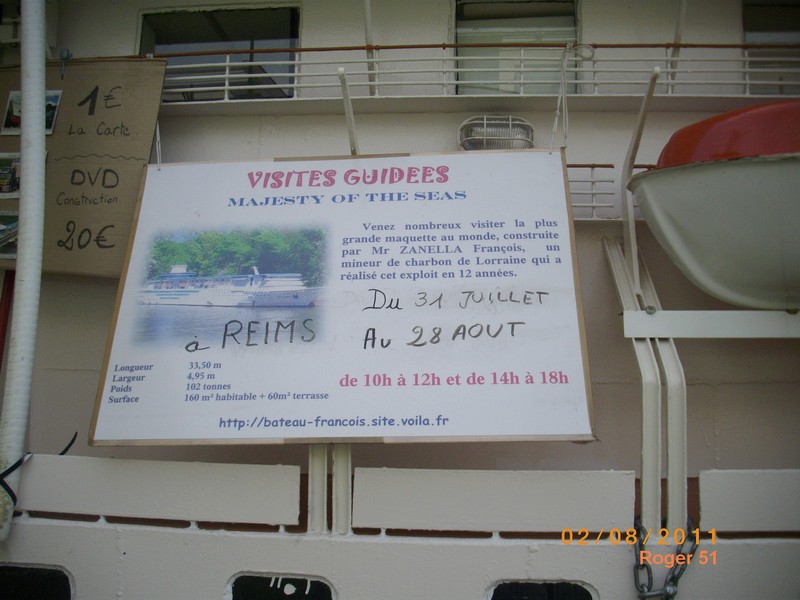 1€
La Carte
DVD
Construction
20€
VISITES GUIDEES
MAJESTY OF THE SEAS
Venez nombreux visiter la plus
grande maquette au monde, construite
par Mr ZANELLA François, un
mineur de charbon de Lorraine qui a
réalisé cet exploit en 12 années.
Du 31 JUILLET
à REIMS Au 28 AOUT
Longueur 33,50 m
Largeur 4,95 m
Poids 102 tonnes
Surface 160 m² habitable + 60m² terrasse
de 10h à 12h et de 14h à 18h
http://bateau-francois.site.voila.fr
02/08/2011
Roger 51